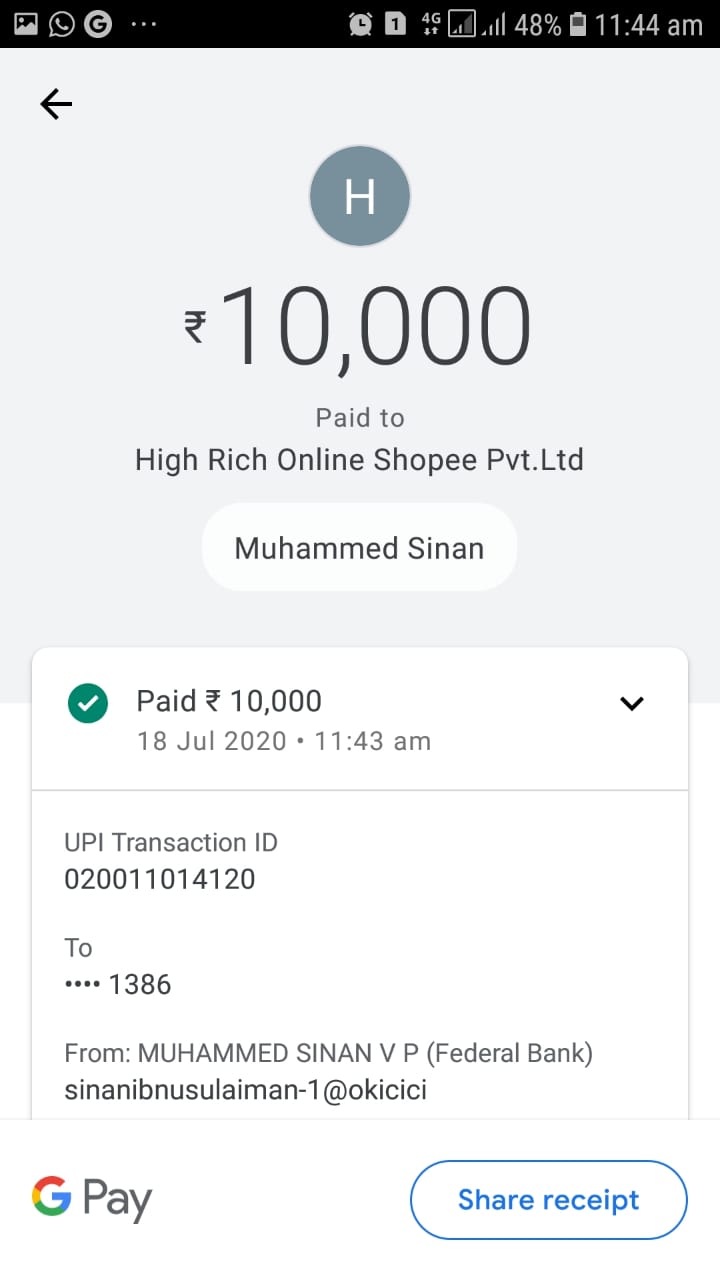 4G 48% 11:44 am
H
₹10,000
Paid to
High Rich Online Shopee Pvt.Ltd
Muhammed Sinan
Paid ₹ 10,000
18 Jul 2020 • 11:43 am
UPI Transaction ID
020011014120
To
•••• 1386
From: MUHAMMED SINAN V P (Federal Bank)
sinanibnusulaiman-1@okicici
G Pay
Share receipt